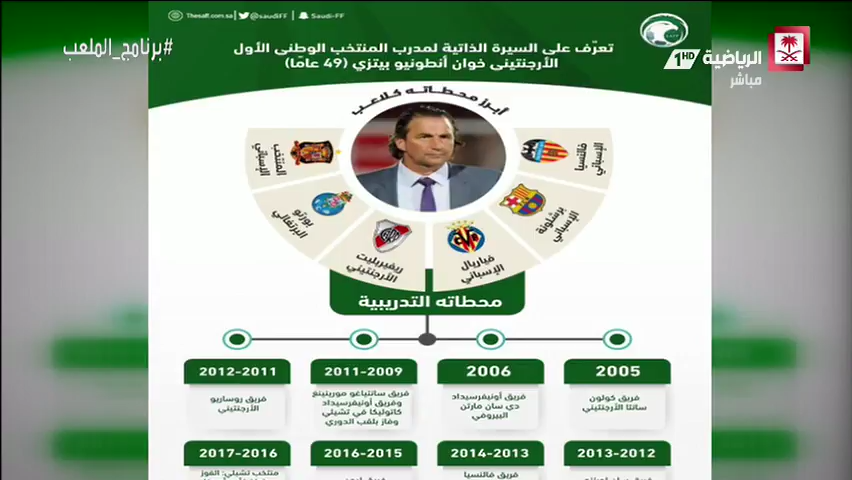 Thesaff.com.sa | @saudiFF | Saudi-FF
#برنامج_الملعب
الرياضية 1HD
مباشر
تعرّف على السيرة الذاتية لمدرب المنتخب الوطني الأول
الأرجنتيني خوان أنطونيو بيتزي (49 عامًا)
أبرز محطاته كلاعب
فالنسيا
الإسباني
برشلونة
الإسباني
فياريال
الإسباني
ريفيربليت
الأرجنتيني
بورتو
البرتغالي
المنتخب
الإسباني
محطاته التدريبية
2005
فريق كولون
سانتا الأرجنتيني
2006
فريق أونيفرسيداد
دي سان مارتن
البيروفي
2011-2009
فريق سانتياغو مورنينغ
وفريق أونيفرسيداد
كاتوليكا في تشيلي
وفاز بلقب الدوري
2012-2011
فريق روساريو
الأرجنتيني
2013-2012
2014-2013
فريق فالنسيا
2016-2015
2017-2016
منتخب تشيلي: الفوز